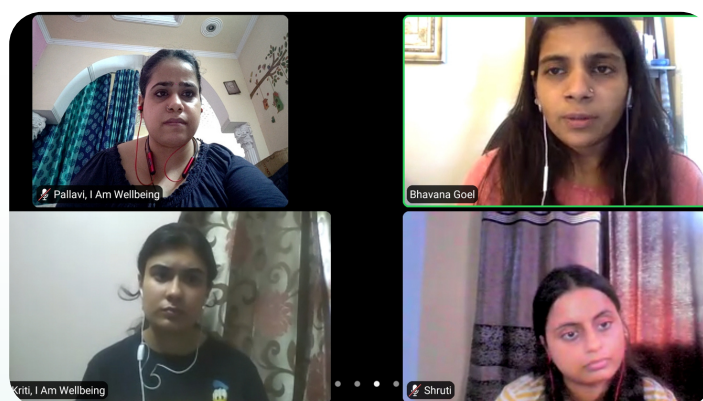 Pallavi, I Am Wellbeing
Bhavana Goel
Kriti, I Am Wellbeing
Shruti